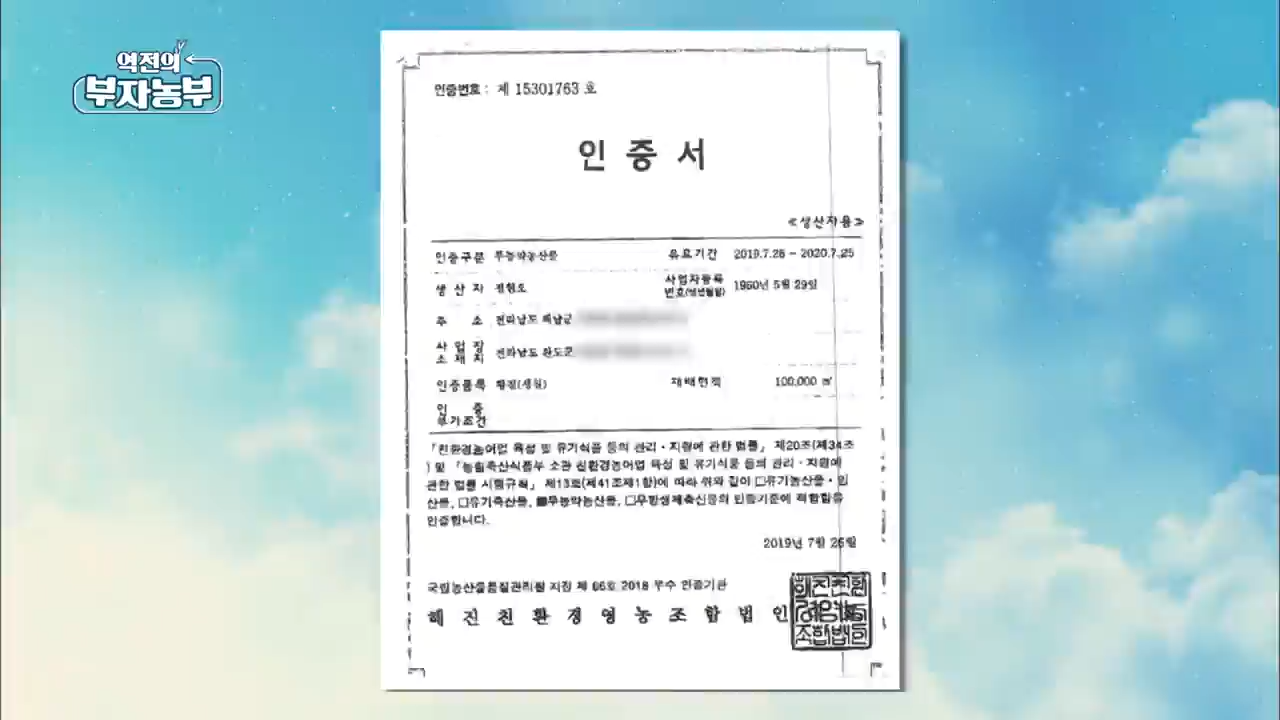 역전의
부자농부
인증번호 : 제 15301763 호
인 증 서
<생산자용>
인증구분 무농약농산물 유효기간 2019.7.26 - 2020.7.25
생 산 자 사업자등록 1960년 5월 29일
번호(생년월일)
주 소 전라남도 해남군
사 업 장
소 재 지 전라남도 완도군
인증품목 재배면적 100,000 ㎡
인 증
부가조건
「친환경농어업 육성 및 유기식품 등의 관리·지원에 관한 법률」 제20조(제34조
) 및 「농림축산식품부 소관 친환경농어업 육성 및 유기식품 등의 관리·지원에
관한 법률 시행규칙」 제13호(제41조제1항)에 따라 위와 같이 □유기농산물·임
산물, □유기축산물, ■무농약농산물, □무항생제축산물의 인증기준에 적합함을
인증합니다.
2019년 7월 26일
국립농산물품질관리원 지정 제 66호 2018 우수 인증기관
해 진 친 환 경 영 농 조 합 법 인